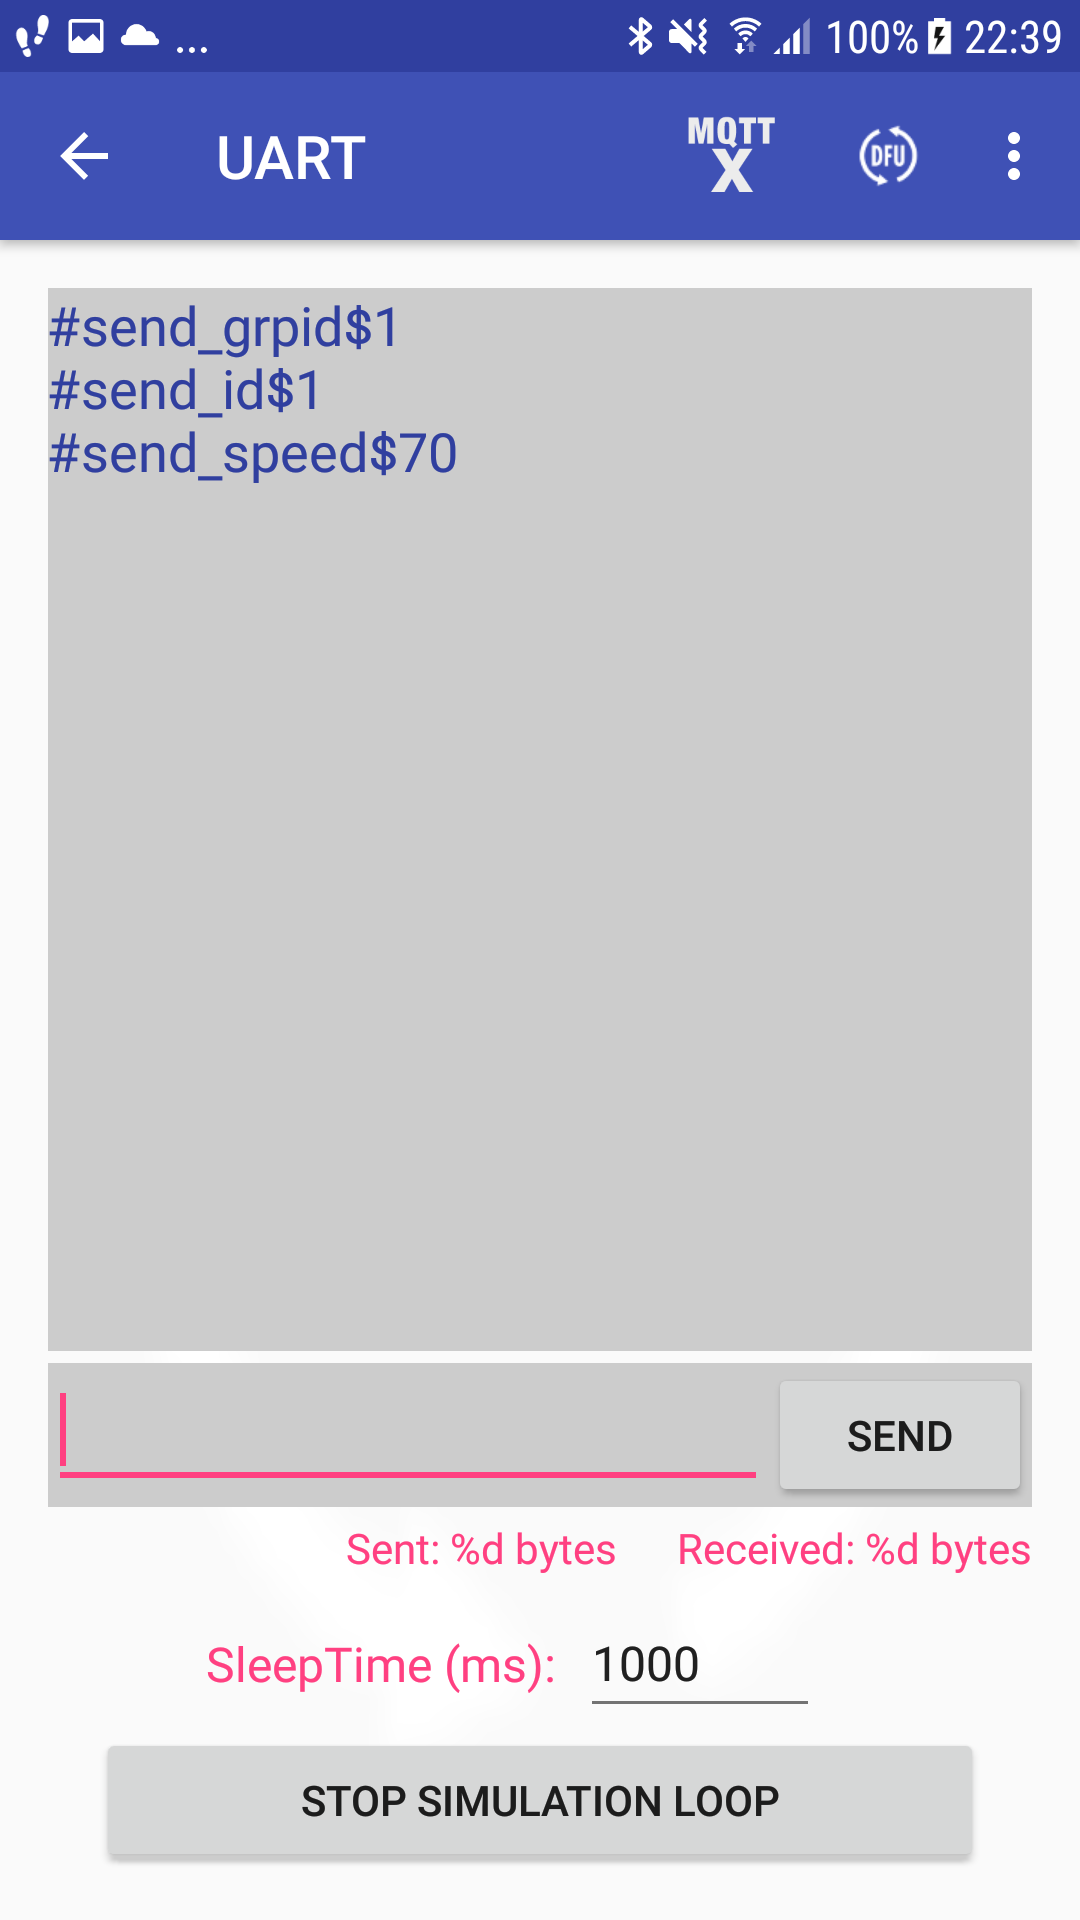 ... 100% 22:39
UART MQTT X DFU
#send_grpid$1
#send_id$1
#send_speed$70
SEND
Sent: %d bytes Received: %d bytes
SleepTime (ms): 1000
STOP SIMULATION LOOP